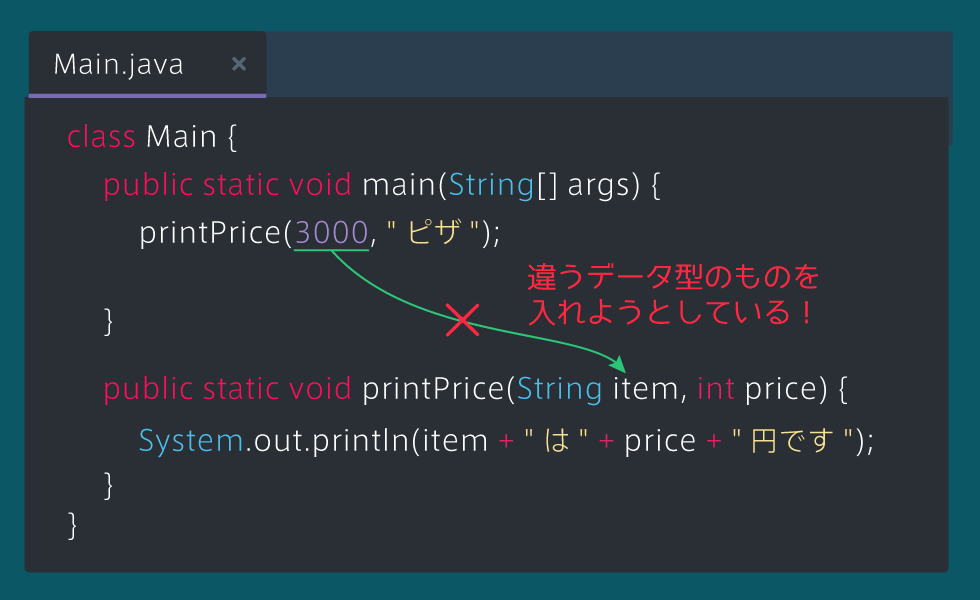 Main.java ×
class Main {
public static void main(String[] args) {
printPrice(3000, " ピザ ");
違うデータ型のものを
入れようとしている！
}
public static void printPrice(String item, int price) {
System.out.println(item + " は " + price + " 円です ");
}
}